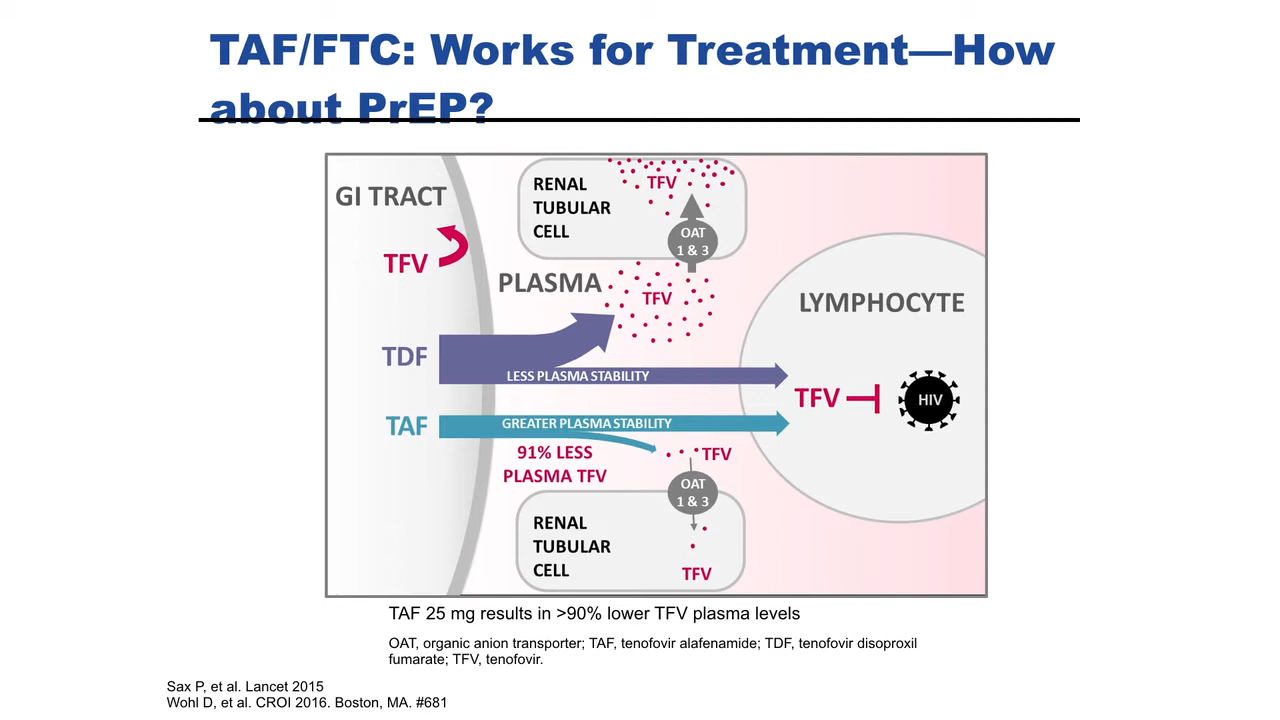 TAF/FTC: Works for Treatment—How
about PrEP?
GI TRACT
TFV
RENAL
TUBULAR
CELL
TFV
OAT
1 & 3
PLASMA
TFV
LYMPHOCYTE
TDF
LESS PLASMA STABILITY
TFV
HIV
TAF
GREATER PLASMA STABILITY
91% LESS
PLASMA TFV
TFV
OAT
1 & 3
RENAL
TUBULAR
CELL
TFV
TAF 25 mg results in >90% lower TFV plasma levels
OAT, organic anion transporter; TAF, tenofovir alafenamide; TDF, tenofovir disoproxil
fumarate; TFV, tenofovir.
Sax P, et al. Lancet 2015
Wohl D, et al. CROI 2016. Boston, MA. #681